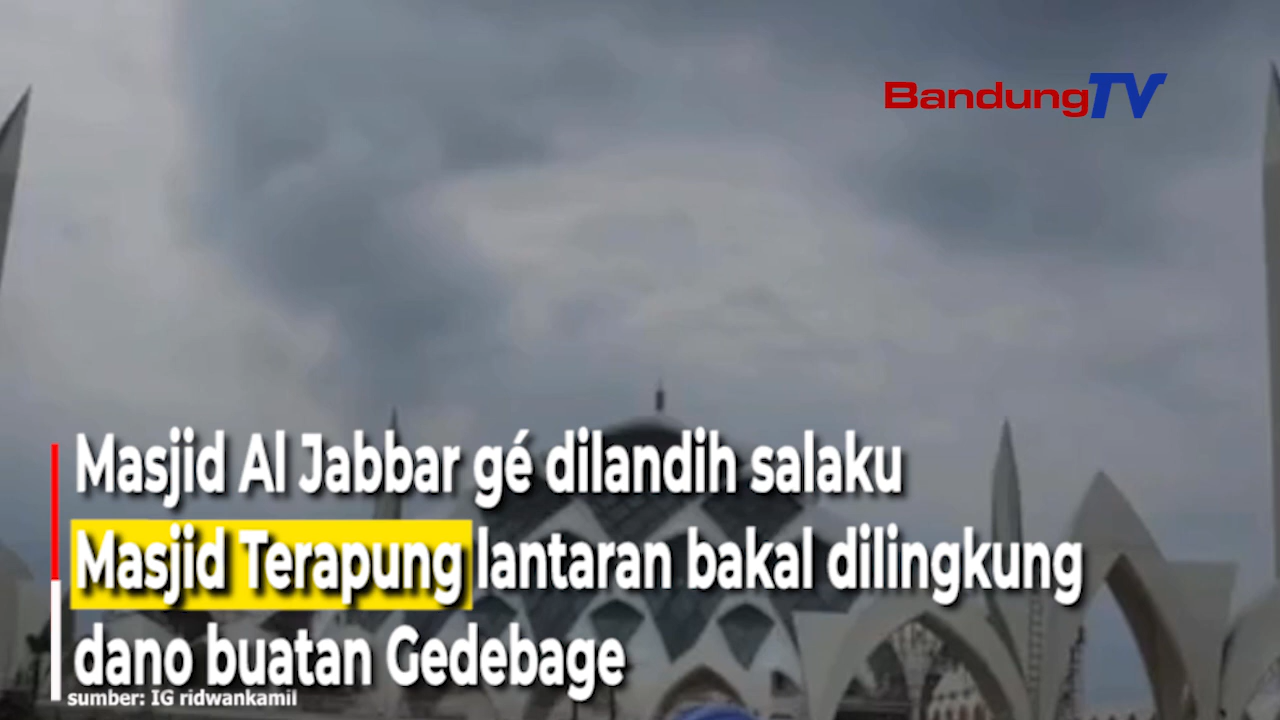 BandungTV
Masjid Al Jabbar gé dilandih salaku
Masjid Terapung lantaran bakal dilingkung
dano buatan Gedebage
sumber: IG ridwankamil